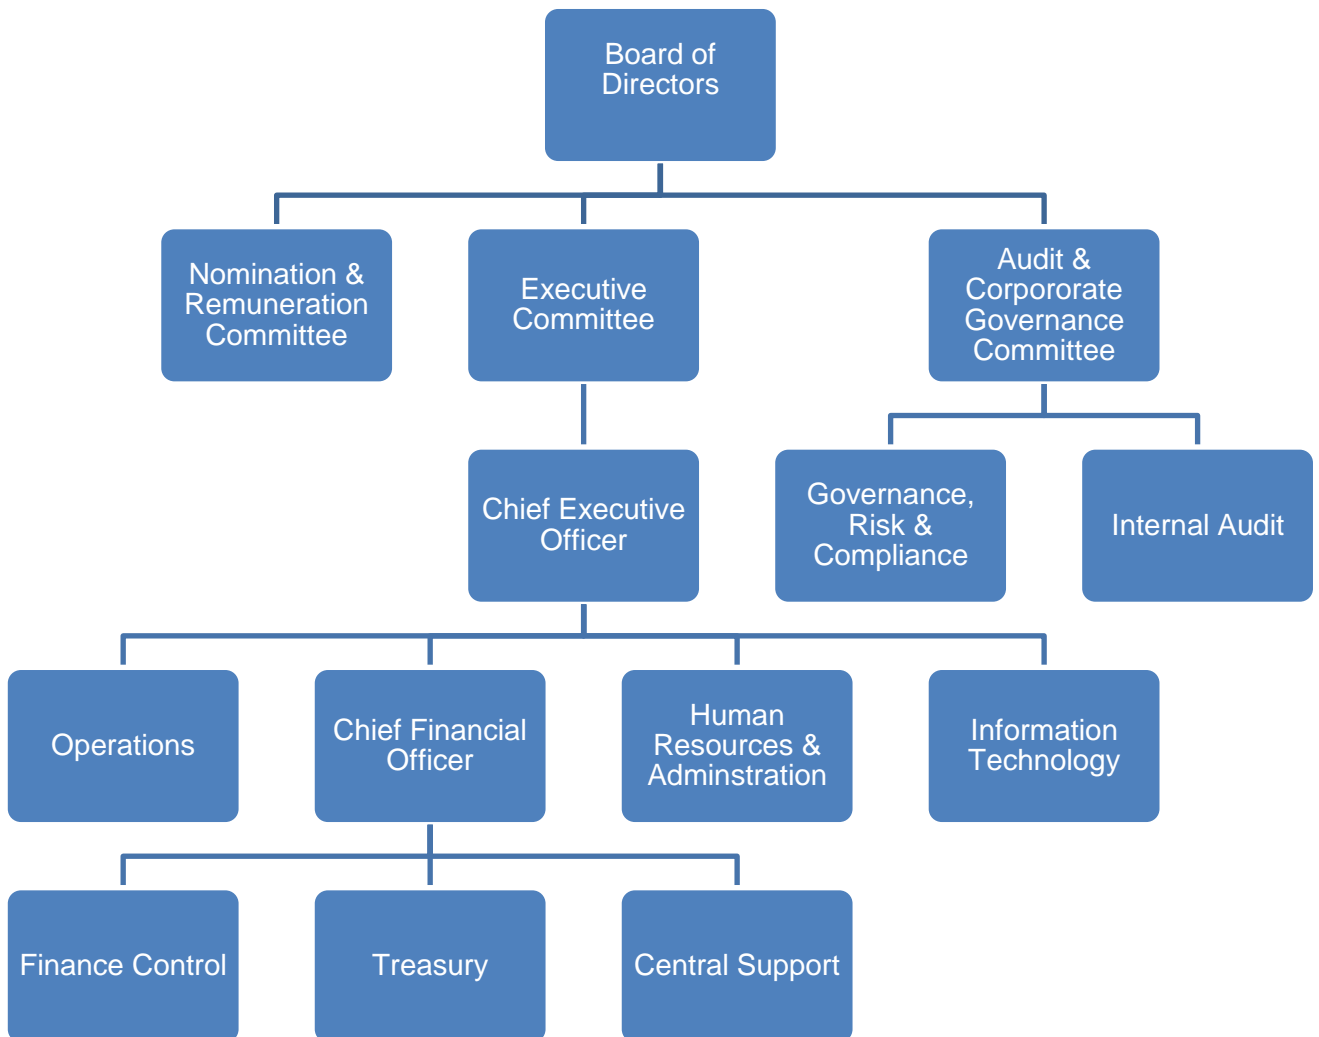 Board of
Directors
Nomination &
Remuneration
Committee
Executive
Committee
Audit &
Corpororate
Governance
Committee
Chief Executive
Officer
Governance,
Risk &
Compliance
Internal Audit
Operations
Chief Financial
Officer
Human
Resources &
Adminstration
Information
Technology
Finance Control
Treasury
Central Support